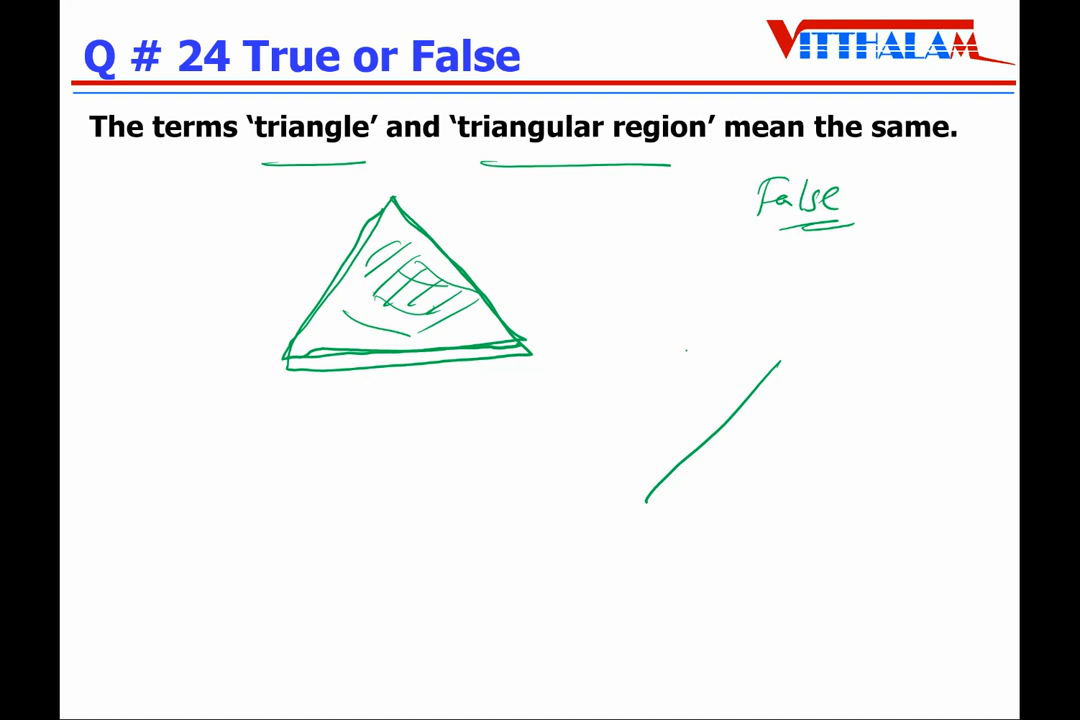 Q # 24 True or False
VITTHALAM
The terms ‘triangle’ and ‘triangular region’ mean the same.
False